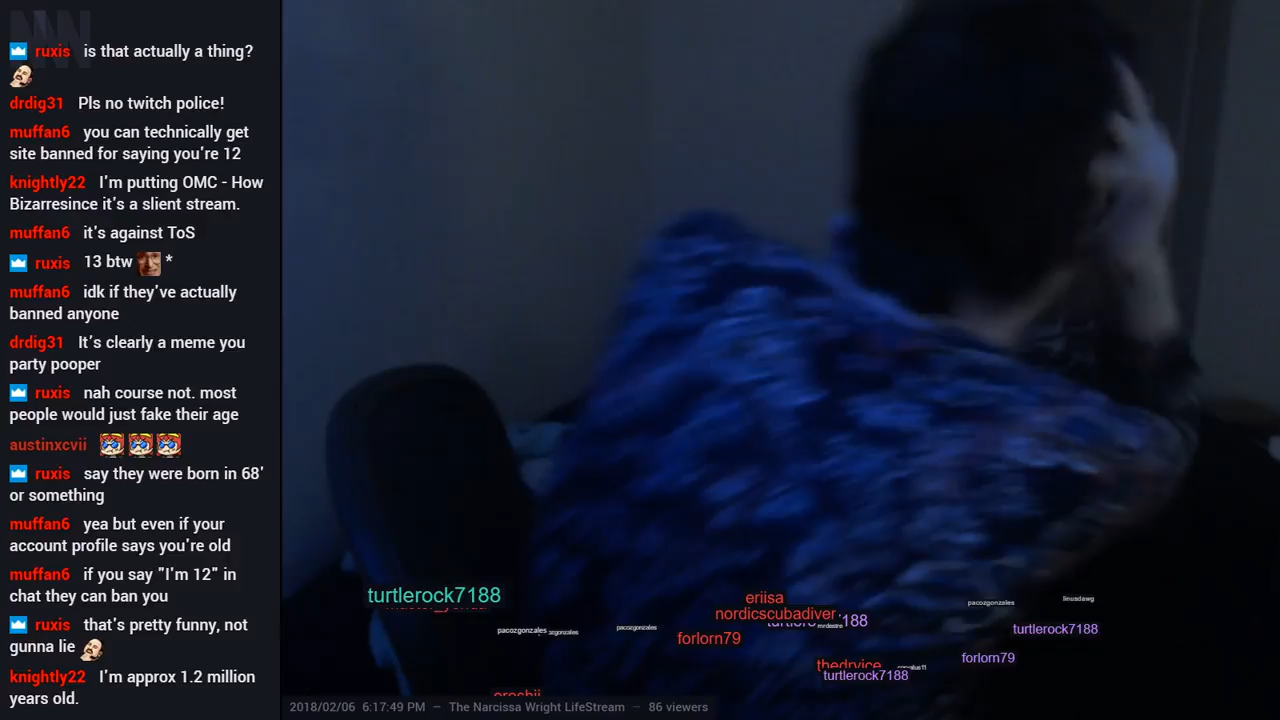 ruxis is that actually a thing?
drdig31 Pls no twitch police!
muffan6 you can technically get
site banned for saying you're 12
knightly22 I'm putting OMC - How
Bizarresince it's a slient stream.
muffan6 it's against ToS
ruxis 13 btw *
muffan6 idk if they've actually
banned anyone
drdig31 It's clearly a meme you
party pooper
ruxis nah course not. most
people would just fake their age
austinxcvii
ruxis say they were born in 68'
or something
muffan6 yea but even if your
account profile says you're old
muffan6 if you say "I'm 12" in
chat they can ban you
ruxis that's pretty funny, not
gunna lie
knightly22 I'm approx 1.2 million
years old.
turtlerock7188
eriisa
nordicscubadiver
188
pacozgonzales
linusdawg
pacozgonzales
pacozgonzales
turtlerock7188
forlorn79
forlorn79
thedrvice
turtlerock7188
2018/02/06 6:17:49 PM — The Narcissa Wright LifeStream — 86 viewers